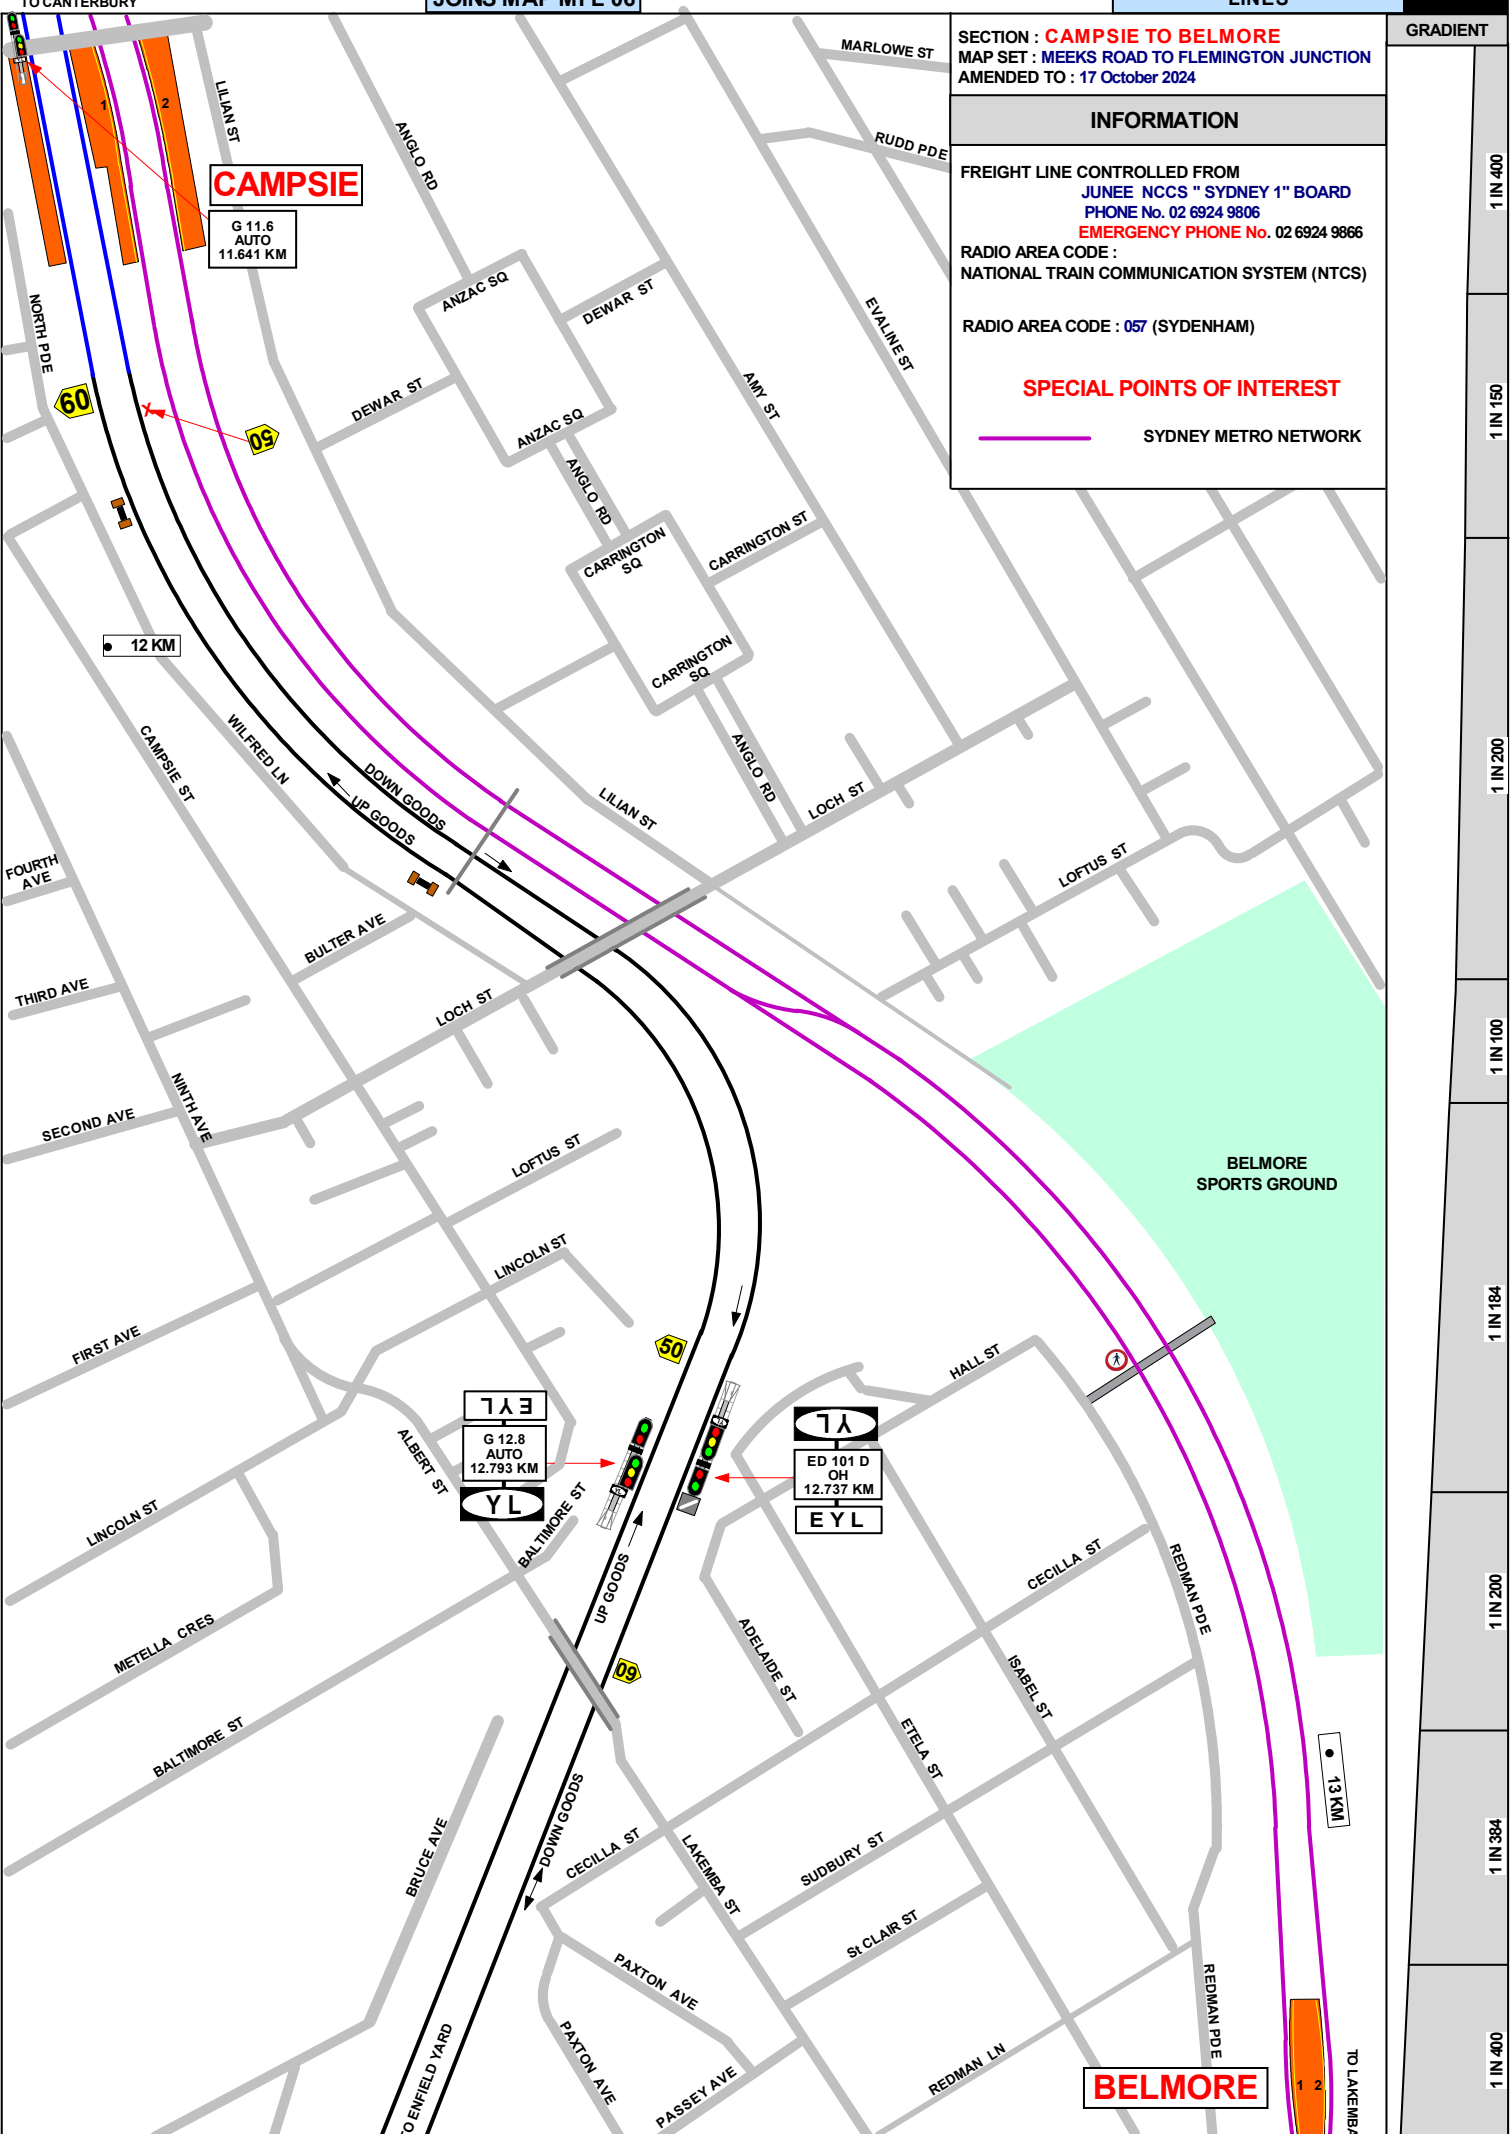 TO CANTERBURY
JOINS MAP MFL 06
LINES
SECTION : CAMPSIE TO BELMORE
MAP SET : MEEKS ROAD TO FLEMINGTON JUNCTION
AMENDED TO : 17 October 2024
GRADIENT
INFORMATION
FREIGHT LINE CONTROLLED FROM
JUNEE NCCS " SYDNEY 1" BOARD
PHONE No. 02 6924 9806
EMERGENCY PHONE No. 02 6924 9866
RADIO AREA CODE :
NATIONAL TRAIN COMMUNICATION SYSTEM (NTCS)
RADIO AREA CODE : 057 (SYDENHAM)
SPECIAL POINTS OF INTEREST
SYDNEY METRO NETWORK
1 IN 400
1 IN 150
1 IN 200
1 IN 100
1 IN 184
1 IN 200
1 IN 384
1 IN 400
1
2
CAMPSIE
G 11.6
AUTO
11.641 KM
LILIAN ST
ANGLO RD
MARLOWE ST
RUDD PDE
NORTH PDE
ANZAC SQ
DEWAR ST
EVALINE ST
60
X
50
DEWAR ST
ANZAC SQ
AMY ST
ANGLO RD
CARRINGTON
SQ
CARRINGTON ST
12 KM
CARRINGTON
SQ
CAMPSIE ST
WILFRED LN
DOWN GOODS
UP GOODS
LILIAN ST
ANGLO RD
LOCH ST
LOFTUS ST
FOURTH
AVE
BULTER AVE
THIRD AVE
LOCH ST
NINTH AVE
SECOND AVE
LOFTUS ST
BELMORE
SPORTS GROUND
LINCOLN ST
FIRST AVE
50
HALL ST
EYL
G 12.8
AUTO
12.793 KM
YL
YL
ED 101 D
OH
12.737 KM
EYL
ALBERT ST
BALTIMORE ST
LINCOLN ST
UP GOODS
CECILLA ST
REDMAN PDE
METELLA CRES
60
ADELAIDE ST
ISABEL ST
BALTIMORE ST
ETELA ST
13 KM
DOWN GOODS
BRUCE AVE
CECILLA ST
LAKEMBA ST
SUDBURY ST
St CLAIR ST
PAXTON AVE
REDMAN PDE
PAXTON AVE
PASSEY AVE
REDMAN LN
TO ENFIELD YARD
BELMORE
1 2
TO LAKEMBA